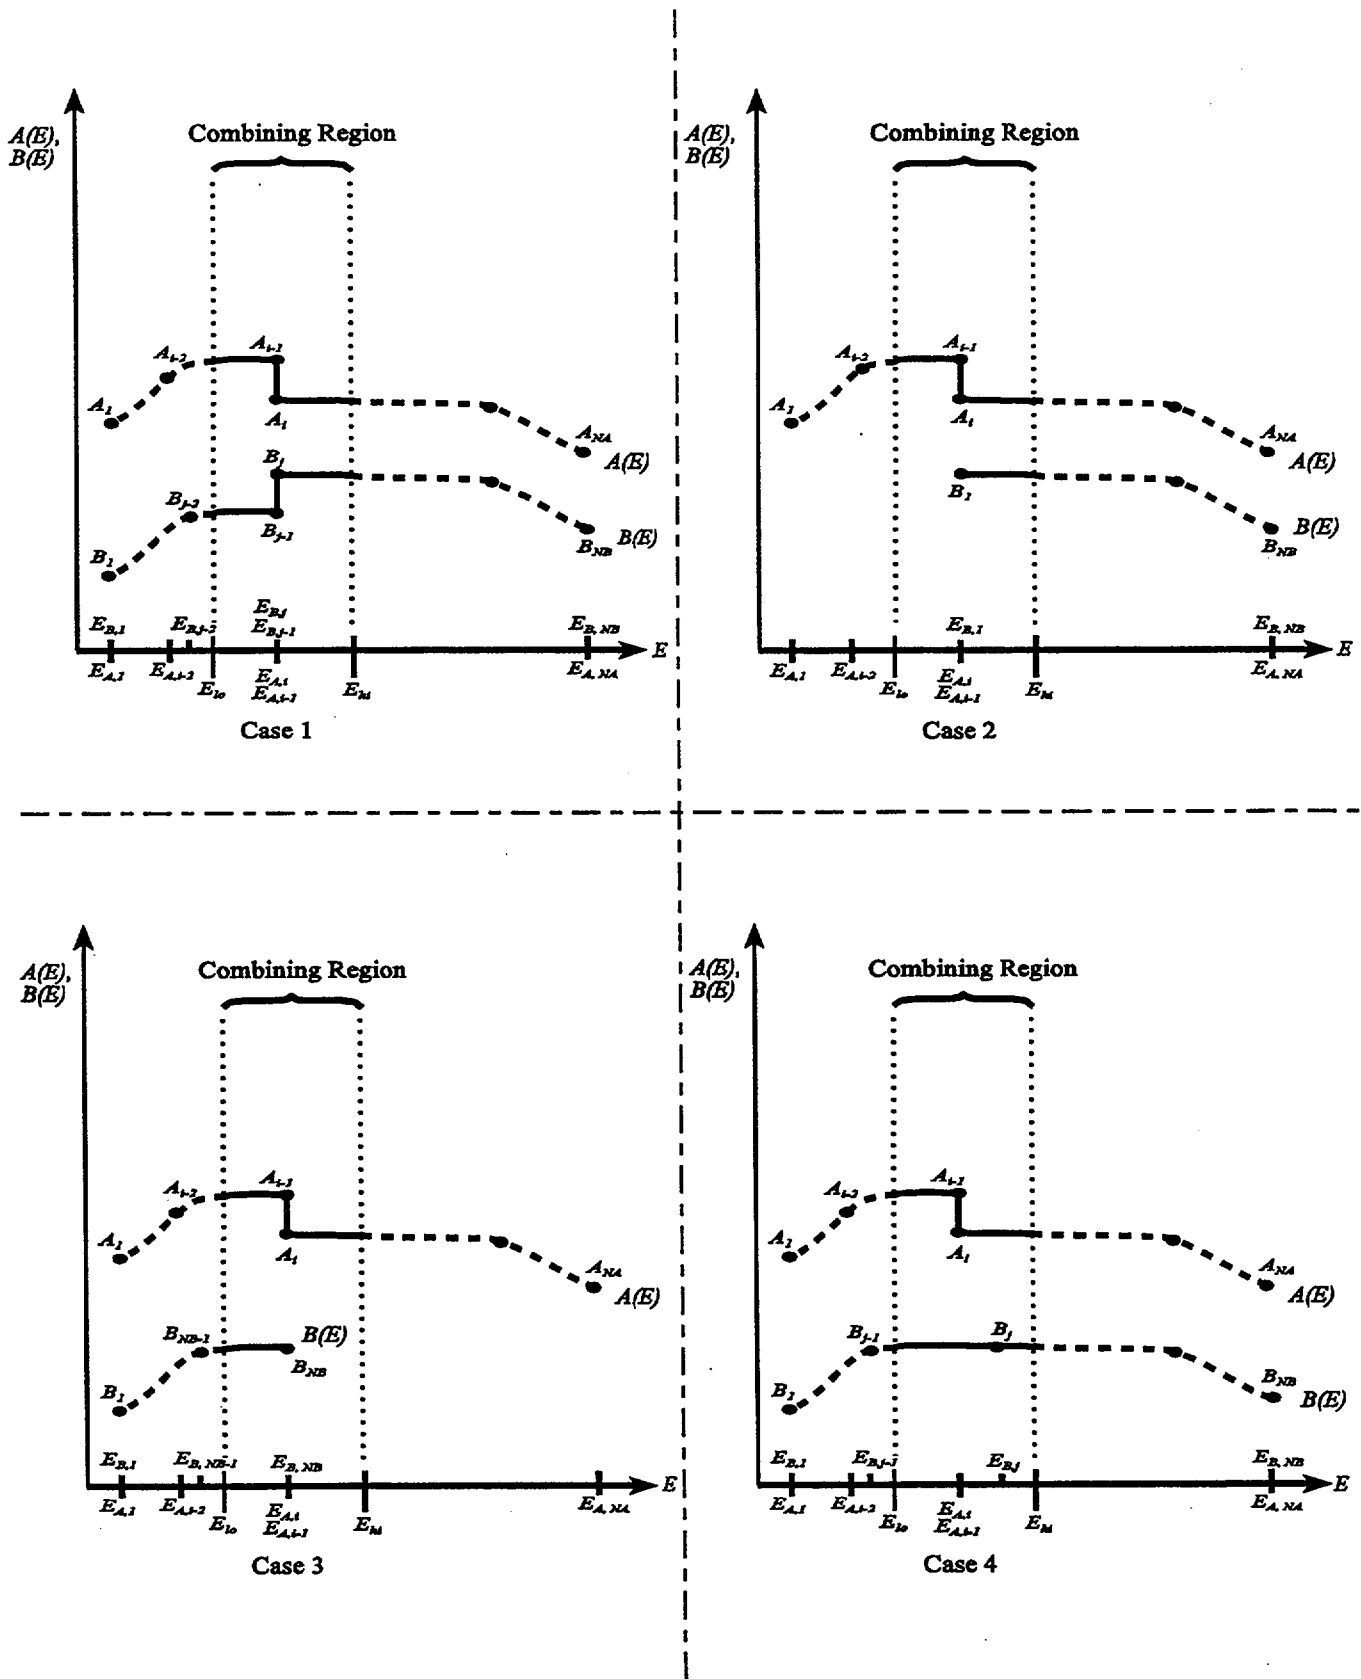 A(E),
B(E)
Combining Region
A_{i-2}
A_{i-1}
A_1
A_i
A_{NA}
A(E)
B_j
B_{j-2}
B_{j-1}
B_{NB}
B(E)
B_1
E_{B,1}
E_{B,j-2}
E_{B,j}
E_{B,j-1}
E_{B,NB}
E
E_{A,1}
E_{A,i-2}
E_{lo}
E_{A,i}
E_{A,i-1}
E_{hi}
E_{A,NA}
Case 1
A(E),
B(E)
Combining Region
A_{i-2}
A_{i-1}
A_1
A_i
A_{NA}
A(E)
B_1
B(E)
B_{NB}
E_{B,1}
E_{B,NB}
E
E_{A,1}
E_{A,i-2}
E_{lo}
E_{A,i}
E_{A,i-1}
E_{hi}
E_{A,NA}
Case 2
A(E),
B(E)
Combining Region
A_{i-2}
A_{i-1}
A_1
A_i
A_{NA}
A(E)
B_{NB-1}
B(E)
B_{NB}
B_1
E_{B,1}
E_{B,NB-1}
E_{B,NB}
E
E_{A,1}
E_{A,i-2}
E_{lo}
E_{A,i}
E_{A,i-1}
E_{hi}
E_{A,NA}
Case 3
A(E),
B(E)
Combining Region
A_{i-2}
A_{i-1}
A_1
A_i
A_{NA}
A(E)
B_{j-1}
B_j
B_1
B_{NB}
B(E)
E_{B,1}
E_{B,j-1}
E_{B,j}
E_{B,NB}
E
E_{A,1}
E_{A,i-2}
E_{lo}
E_{A,i}
E_{A,i-1}
E_{hi}
E_{A,NA}
Case 4